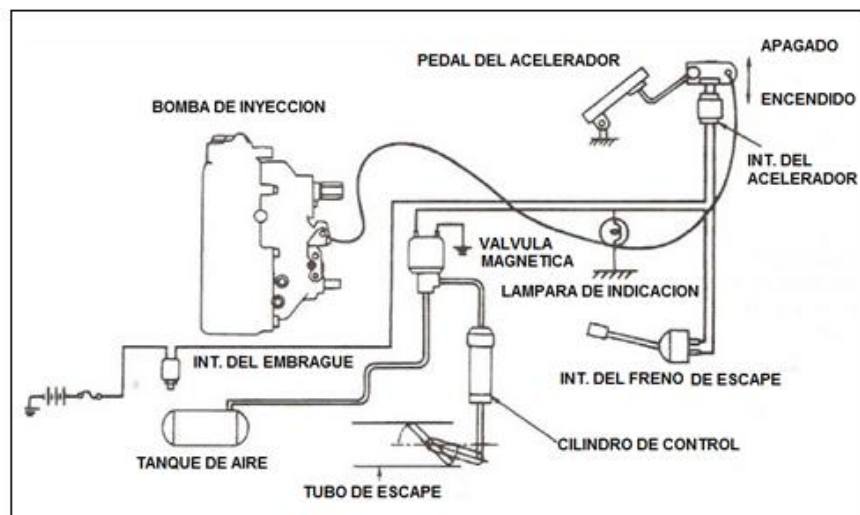 APAGADO
PEDAL DEL ACELERADOR
BOMBA DE INYECCION
ENCENDIDO
INT. DEL
ACELERADOR
VALVULA
MAGNETICA
LAMPARA DE INDICACION
INT. DEL EMBRAGUE
INT. DEL FRENO DE ESCAPE
CILINDRO DE CONTROL
TANQUE DE AIRE
TUBO DE ESCAPE